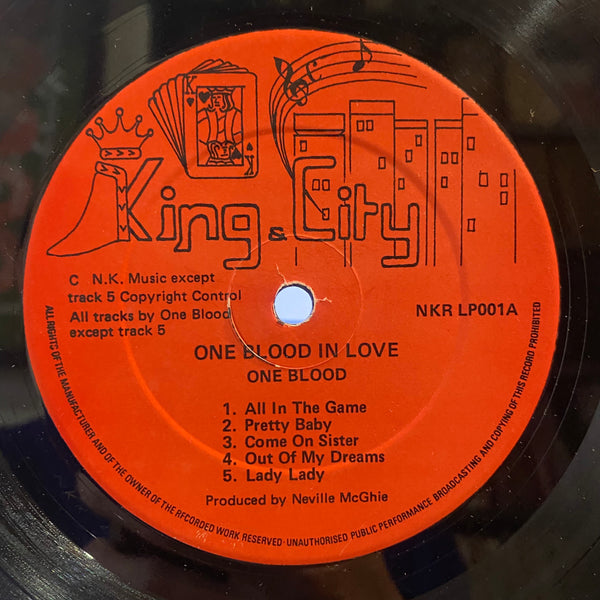 K
K
King & City
C N.K. Music except
track 5 Copyright Control
All tracks by One Blood
except track 5
NKR LP001A
ONE BLOOD IN LOVE
ONE BLOOD
1. All In The Game
2. Pretty Baby
3. Come On Sister
4. Out Of My Dreams
5. Lady Lady
Produced by Neville McGhie
ALL RIGHTS OF THE MANUFACTURER AND OF THE OWNER OF THE RECORDED WORK RESERVED · UNAUTHORISED PUBLIC PERFORMANCE BROADCASTING AND COPYING OF THIS RECORD PROHIBITED